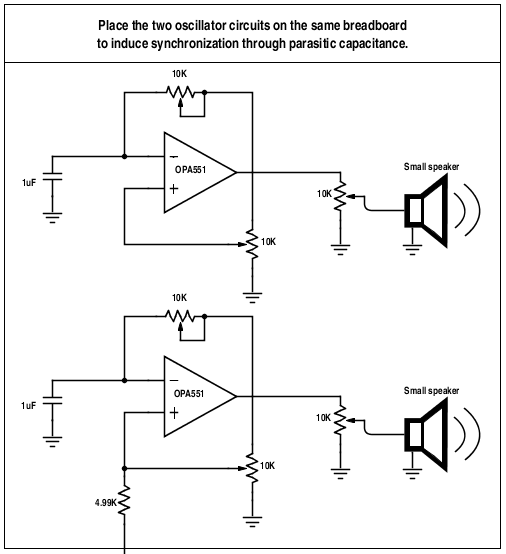 Place the two oscillator circuits on the same breadboard
to induce synchronization through parasitic capacitance.
10K
OPA551
1uF
10K
10K
Small speaker
10K
OPA551
1uF
10K
10K
Small speaker
4.99K